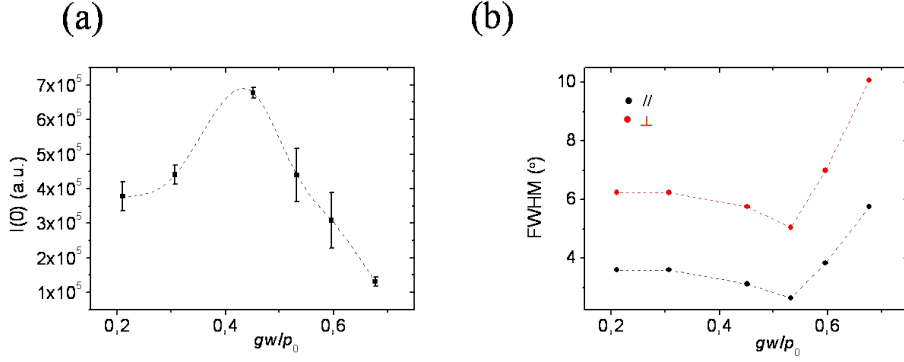 (a)
(b)
7x10⁵
6x10⁵
5x10⁵
4x10⁵
3x10⁵
2x10⁵
1x10⁵
I(0) (a.u.)
0,2
0,4
0,6
gw/p₀
10
8
6
4
FWHM (º)
//
⊥
0,2
0,4
0,6
gw/p₀